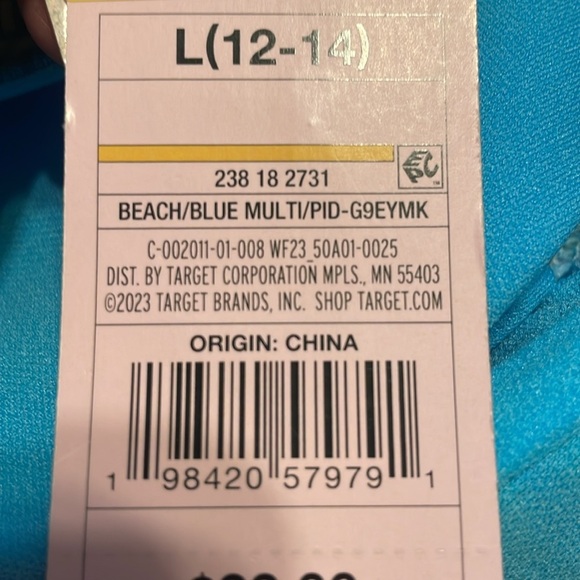 L(12-14)
238 18 2731
BEACH/BLUE MULTI/PID-G9EYMK
C-002011-01-008 WF23_50A01-0025
DIST. BY TARGET CORPORATION MPLS., MN 55403
©2023 TARGET BRANDS, INC. SHOP TARGET.COM
ORIGIN: CHINA
1 98420 57979 1